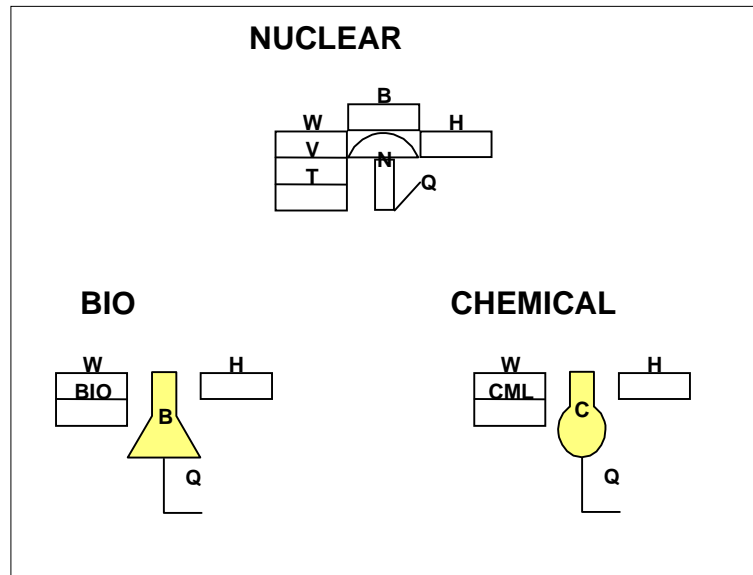 NUCLEAR
B
W H
V
N
T
Q
BIO CHEMICAL
W H W H
BIO CML
B C
Q Q